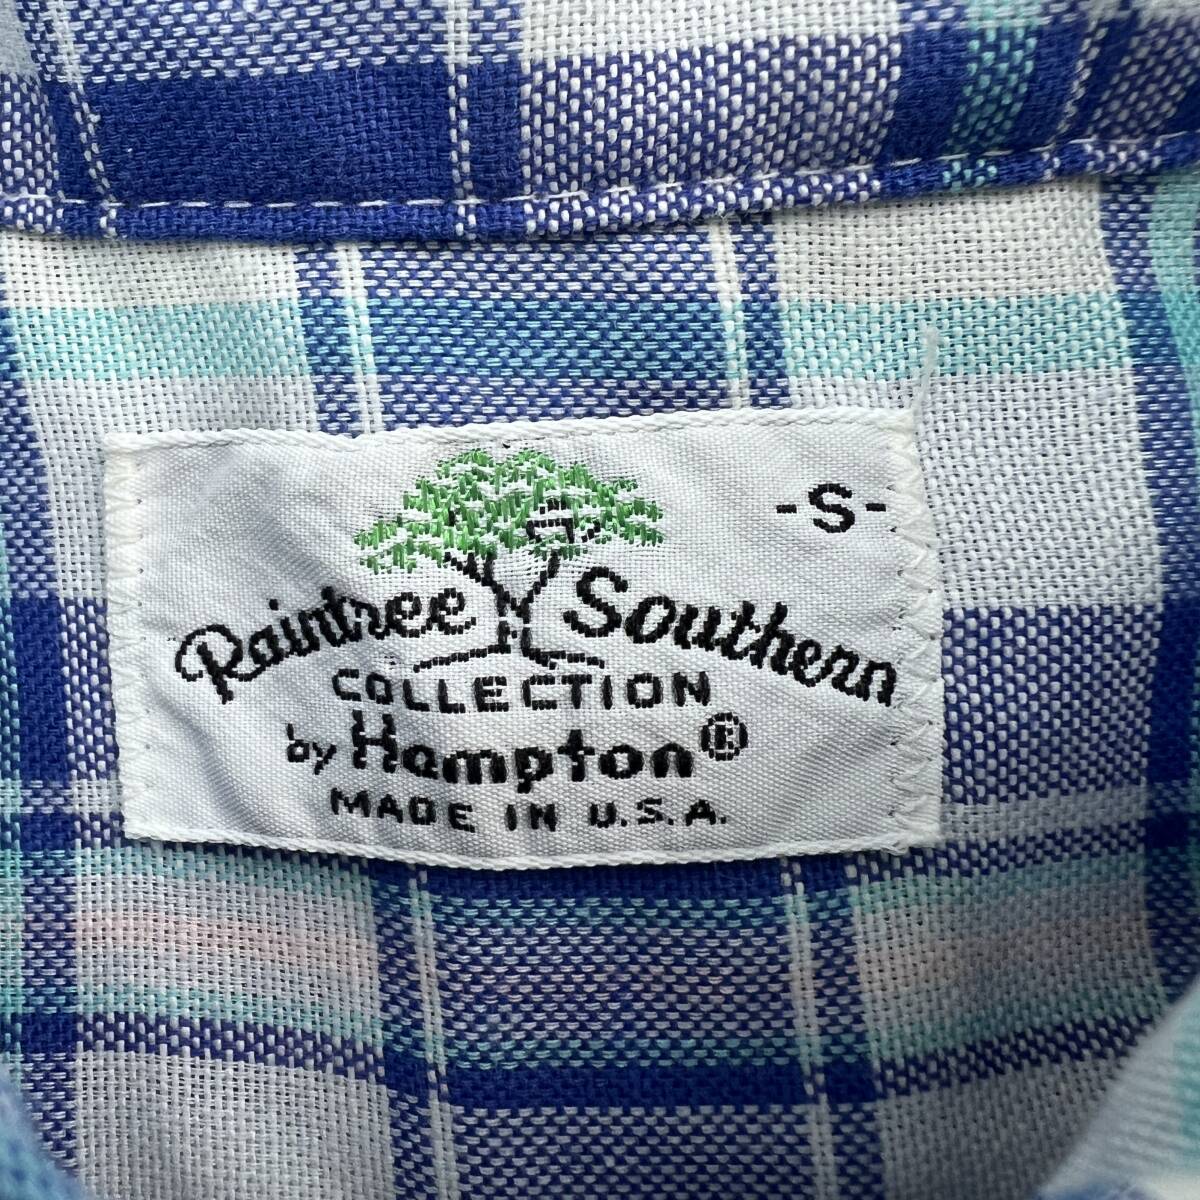 -S-
Raintree Southern
COLLECTION
by Hampton®
MADE IN U.S.A.